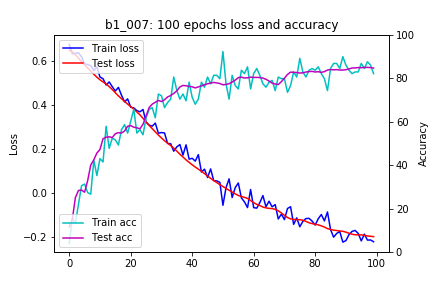 b1_007: 100 epochs loss and accuracy
Train loss
Test loss
Train acc
Test acc
Loss
0.6
0.4
0.2
0.0
−0.2
Accuracy
100
80
60
40
20
0
0
20
40
60
80
100